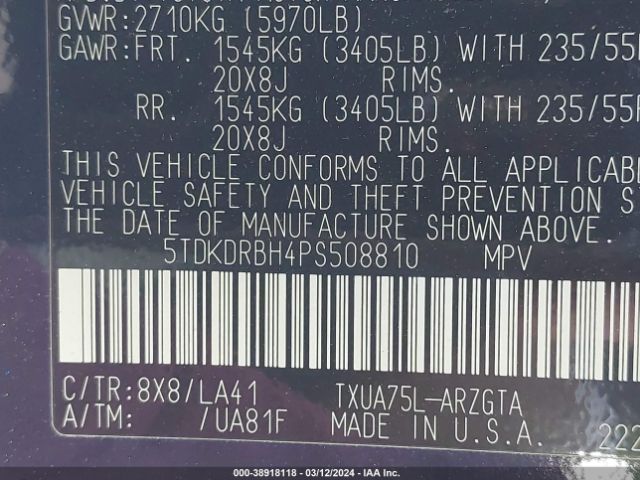 GVWR:2710KG (5970LB)
GAWR:FRT. 1545KG (3405LB) WITH 235/55
20X8J RIMS.
RR. 1545KG (3405LB) WITH 235/55
20X8J RIMS.
THIS VEHICLE CONFORMS TO ALL APPLICAB
VEHICLE SAFETY AND THEFT PREVENTION S
THE DATE OF MANUFACTURE SHOWN ABOVE.
5TDKDRBH4PS508810 MPV
C/TR:8X8/LA41 TXUA75L-ARZGTA
A/TM: /UA81F MADE IN U.S.A. 222
000-38918118 - 03/12/2024 - IAA Inc.